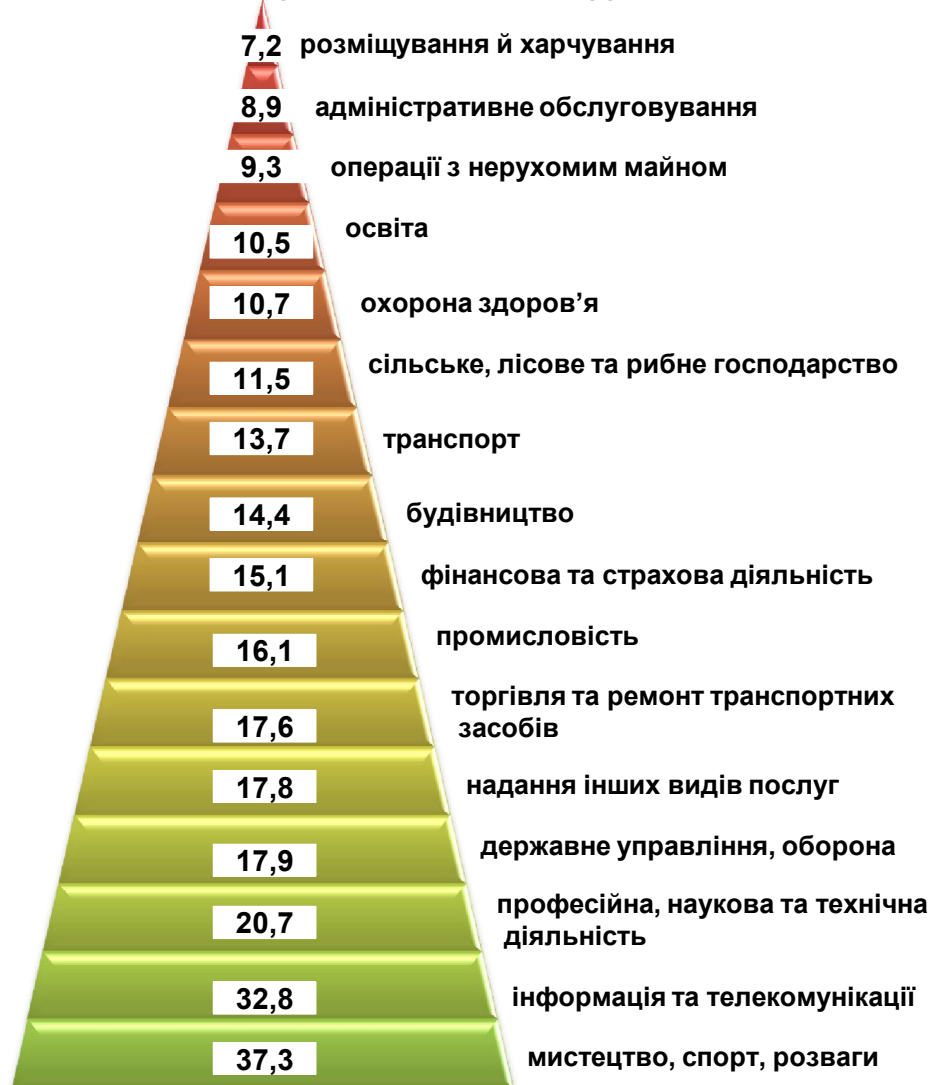 7,2 розміщування й харчування
8,9 адміністративне обслуговування
9,3 операції з нерухомим майном
освіта
10,5
10,7 охорона здоров’я
сільське, лісове та рибне господарство
11,5
13,7 транспорт
14,4 будівництво
15,1 фінансова та страхова діяльність
промисловість
16,1
торгівля та ремонт транспортних
17,6 засобів
17,8 надання інших видів послуг
державне управління, оборона
17,9
професійна, наукова та технічна
20,7 діяльність
32,8 інформація та телекомунікації
37,3 мистецтво, спорт, розваги